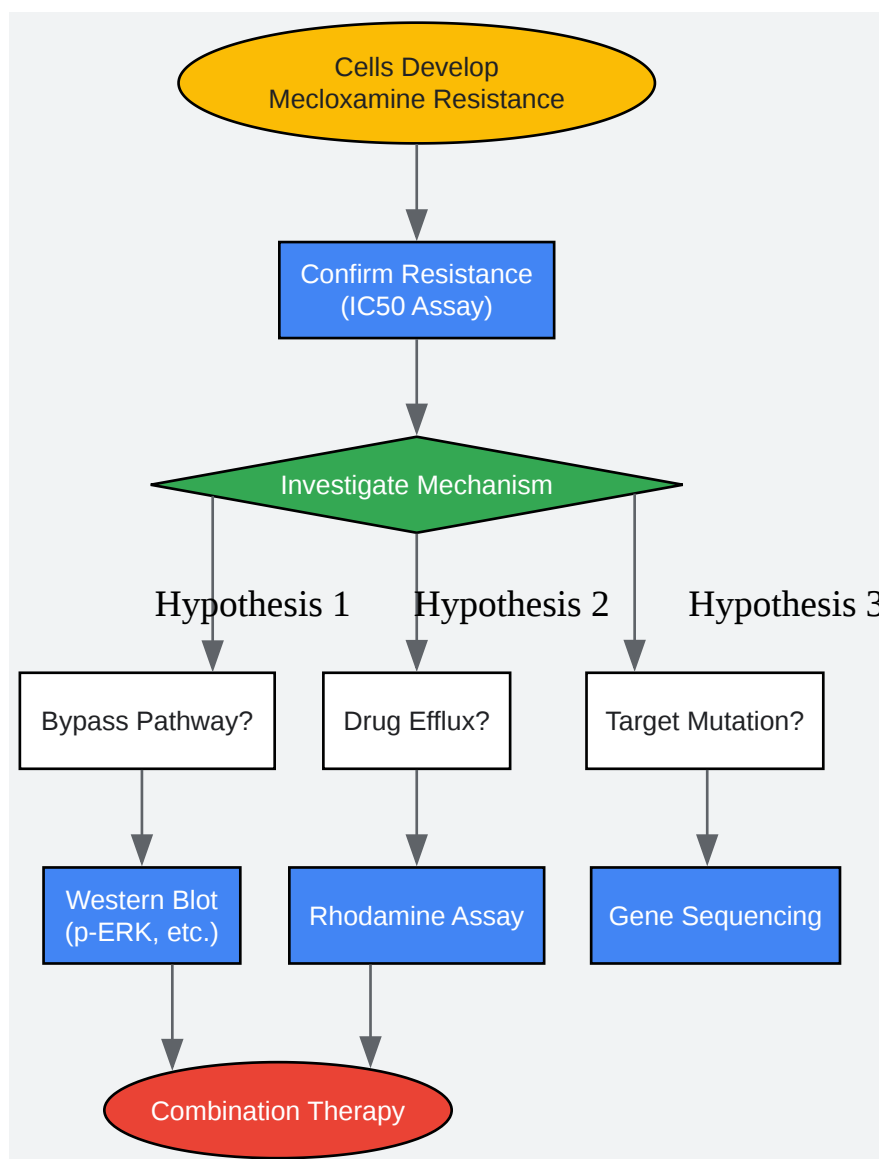 Cells Develop
Mecloxamine Resistance
Confirm Resistance
(IC50 Assay)
Investigate Mechanism
Hypothesis 1
Hypothesis 2
Hypothesis 3
Bypass Pathway?
Drug Efflux?
Target Mutation?
Western Blot
(p-ERK, etc.)
Rhodamine Assay
Gene Sequencing
Combination Therapy